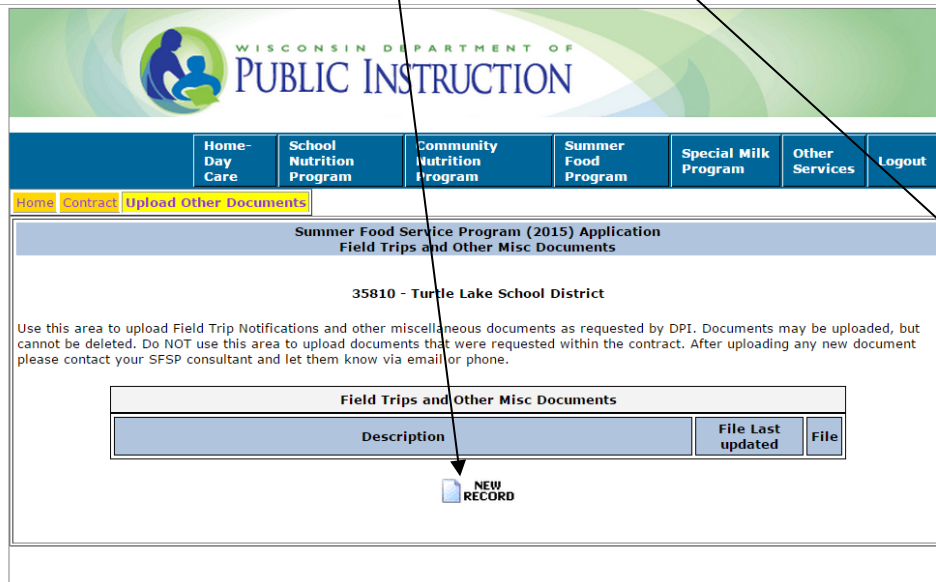 WISCONSIN DEPARTMENT OF
PUBLIC INSTRUCTION
Home-
Day
Care
School
Nutrition
Program
Community
Nutrition
Program
Summer
Food
Program
Special Milk
Program
Other
Services
Logout
Home Contract Upload Other Documents
Summer Food Service Program (2015) Application
Field Trips and Other Misc Documents
35810 - Turtle Lake School District
Use this area to upload Field Trip Notifications and other miscellaneous documents as requested by DPI. Documents may be uploaded, but
cannot be deleted. Do NOT use this area to upload documents that were requested within the contract. After uploading any new document
please contact your SFSP consultant and let them know via email or phone.
Field Trips and Other Misc Documents
Description
File Last
updated
File
NEW
RECORD